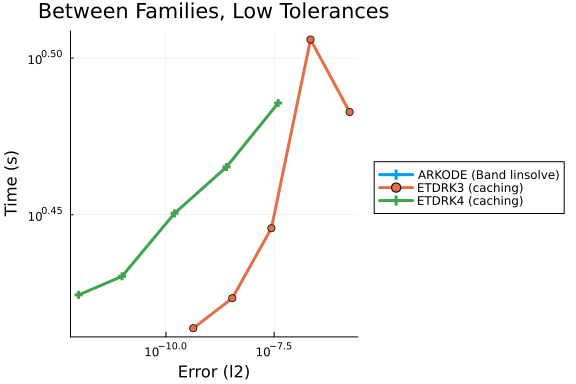 Between Families, Low Tolerances
10^0.50
10^0.45
Time (s)
10^-10.0
10^-7.5
Error (l2)
ARKODE (Band linsolve)
ETDRK3 (caching)
ETDRK4 (caching)